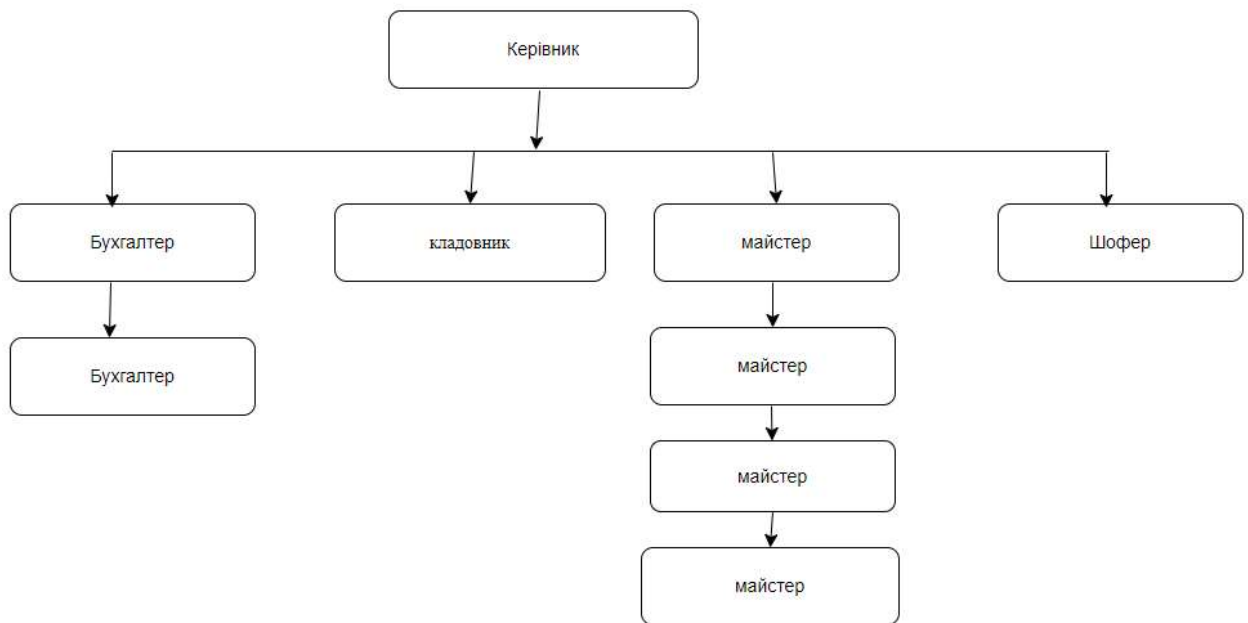 Керівник
Бухгалтер
кладовник
майстер
Шофер
Бухгалтер
майстер
майстер
майстер